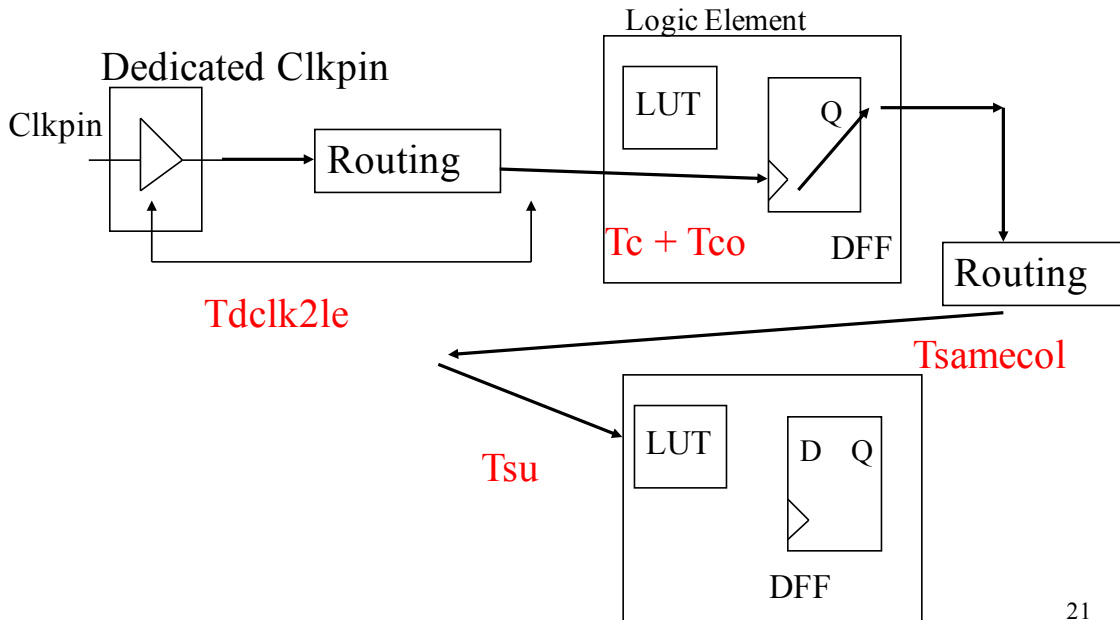 Logic Element
Dedicated Clkpin
LUT
Q
Clkpin
Routing
Tc + Tco
DFF
Routing
Tdclk2le
Tsamecol
LUT
D Q
Tsu
DFF
21